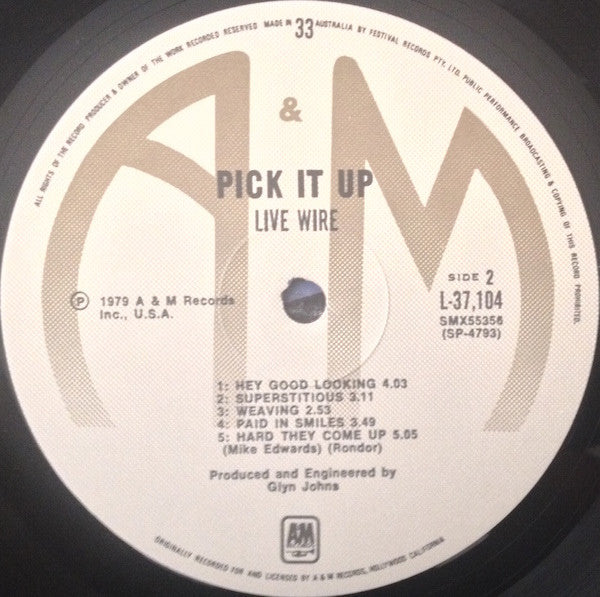 ALL RIGHTS OF THE RECORD PRODUCER & OWNER OF THE WORK RECORDED RESERVED MADE IN 33 AUSTRALIA BY FESTIVAL RECORDS PTY. LTD. PUBLIC PERFORMANCE BROADCASTING & COPYING OF THIS RECORD PROHIBITED.
A & M
PICK IT UP
LIVE WIRE
SIDE 2
L-37,104
SMX55356
(SP-4793)
Ⓟ 1979 A & M Records
Inc., U.S.A.
1: HEY GOOD LOOKING 4.03
2: SUPERSTITIOUS 3.11
3: WEAVING 2.53
4: PAID IN SMILES 3.49
5: HARD THEY COME UP 5.05
(Mike Edwards) (Rondor)
Produced and Engineered by
Glyn Johns
A&M
ORIGINALLY RECORDED FOR AND LICENCED BY A & M RECORDS, HOLLYWOOD CALIFORNIA